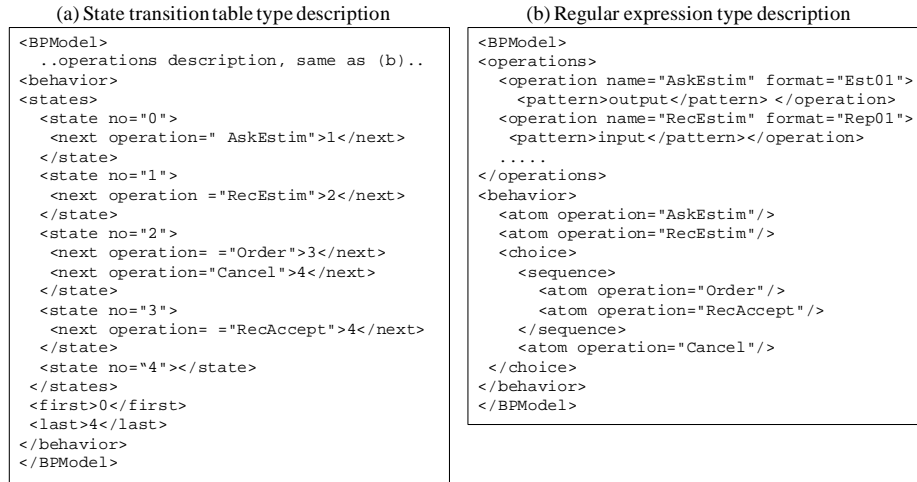 (a) State transition table type description
<BPModel>
..operations description, same as (b)..
<behavior>
<states>
<state no="0">
<next operation=" AskEstim">1</next>
</state>
<state no="1">
<next operation ="RecEstim">2</next>
</state>
<state no="2">
<next operation= ="Order">3</next>
<next operation="Cancel">4</next>
</state>
<state no="3">
<next operation= ="RecAccept">4</next>
</state>
<state no=“4"></state>
</states>
<first>0</first>
<last>4</last>
</behavior>
</BPModel>
(b) Regular expression type description
<BPModel>
<operations>
<operation name="AskEstim" format="Est01">
<pattern>output</pattern> </operation>
<operation name="RecEstim" format="Rep01">
<pattern>input</pattern></operation>
.....
</operations>
<behavior>
<atom operation="AskEstim"/>
<atom operation="RecEstim"/>
<choice>
<sequence>
<atom operation="Order"/>
<atom operation="RecAccept"/>
</sequence>
<atom operation="Cancel"/>
</choice>
</behavior>
</BPModel>